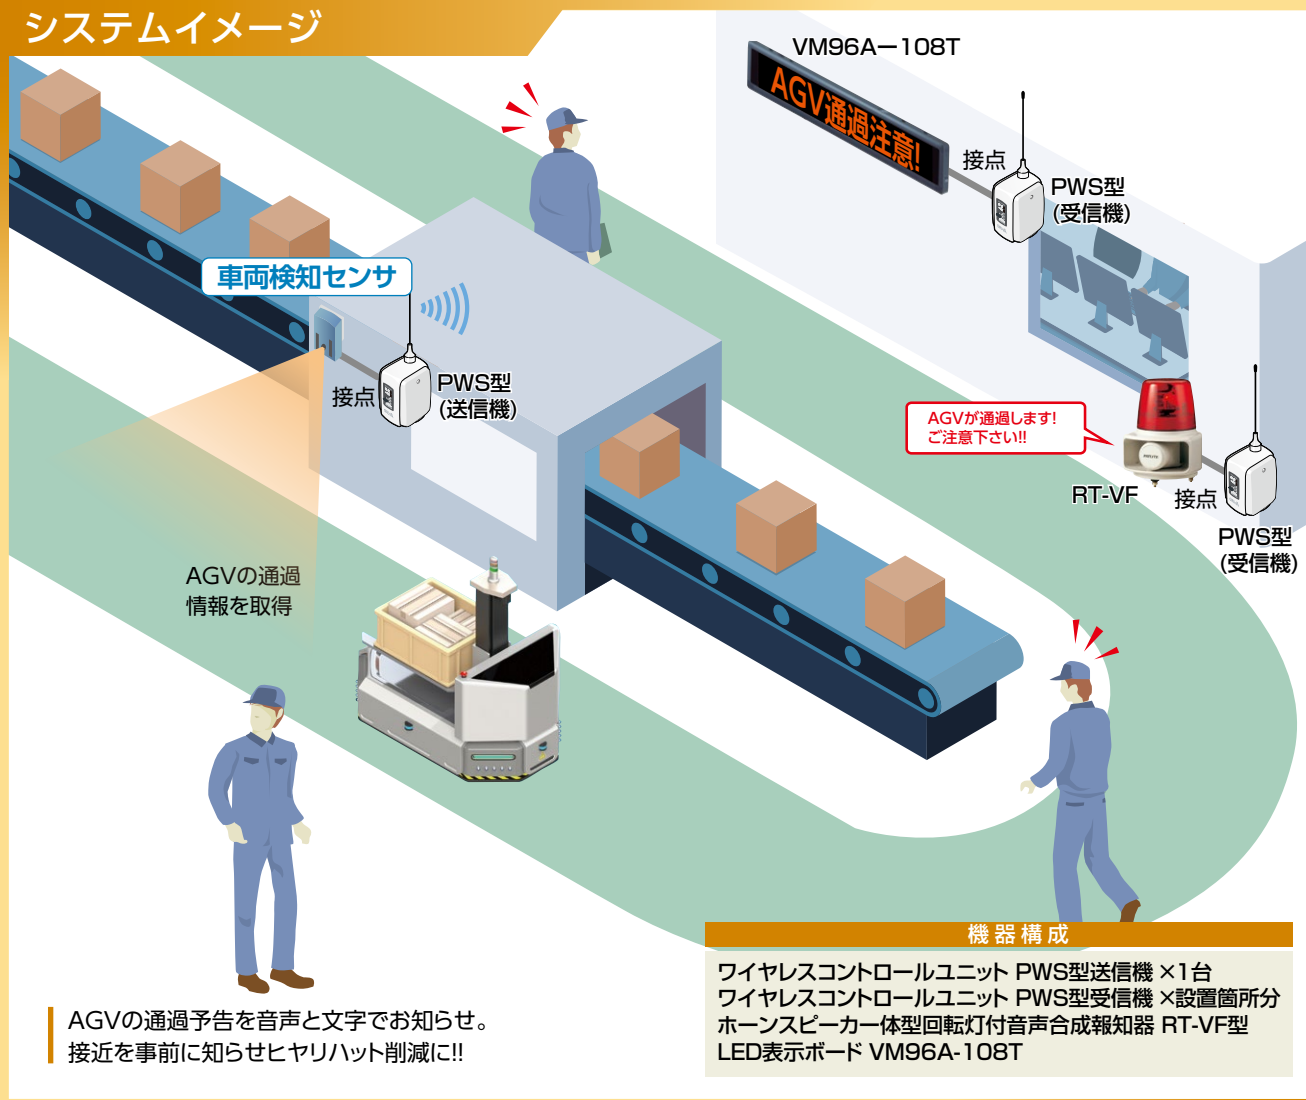 システムイメージ
VM96A－108T
AGV通過注意!
接点
PWS型
(受信機)
車両検知センサ
接点
PWS型
(送信機)
AGVが通過します!
ご注意下さい!!
RT-VF
接点
PWS型
(受信機)
AGVの通過
情報を取得
AGVの通過予告を音声と文字でお知らせ。
接近を事前に知らせヒヤリハット削減に!!
機器構成
ワイヤレスコントロールユニット PWS型送信機 ×1台
ワイヤレスコントロールユニット PWS型受信機 ×設置箇所分
ホーンスピーカー体型回転灯付音声合成報知器 RT-VF型
LED表示ボード VM96A-108T